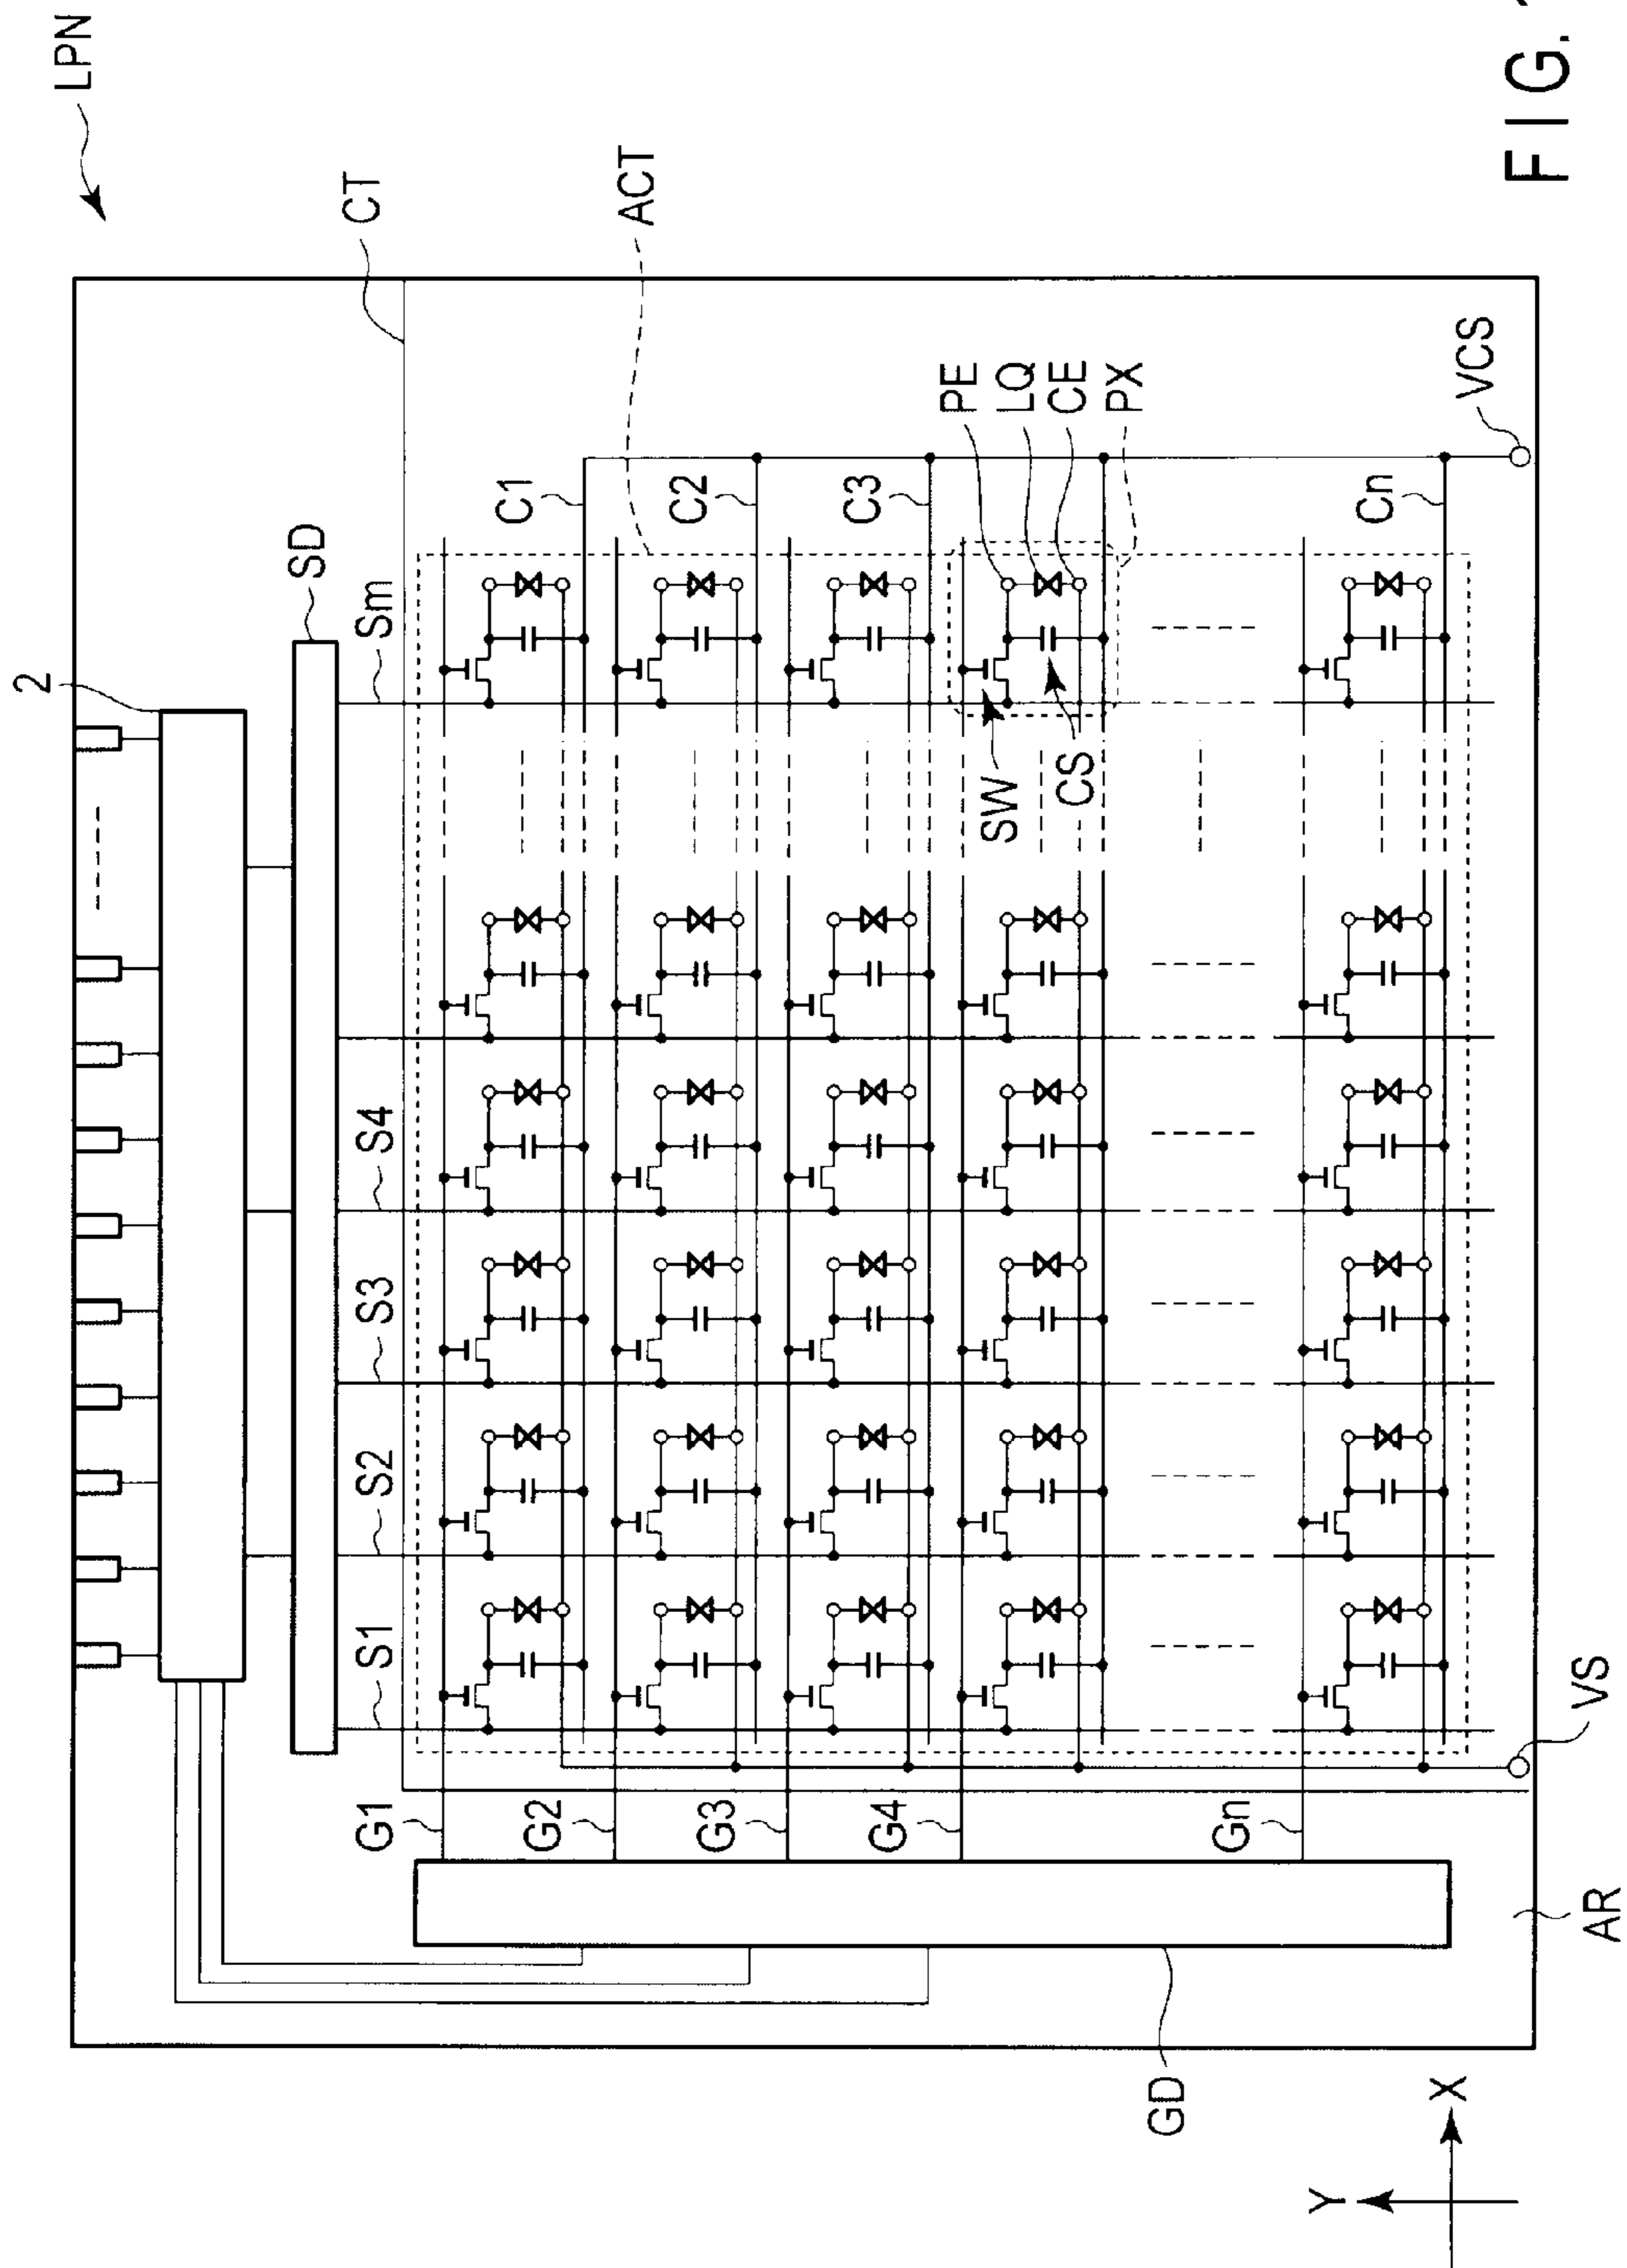 LPN
CT
ACT
2
SD
Sm
S4
S3
S2
S1
C1
C2
C3
Cn
PE
LQ
CE
PX
VCS
SW
CS
G1
G2
G3
G4
Gn
VS
AR
GD
X
Y
FIG.